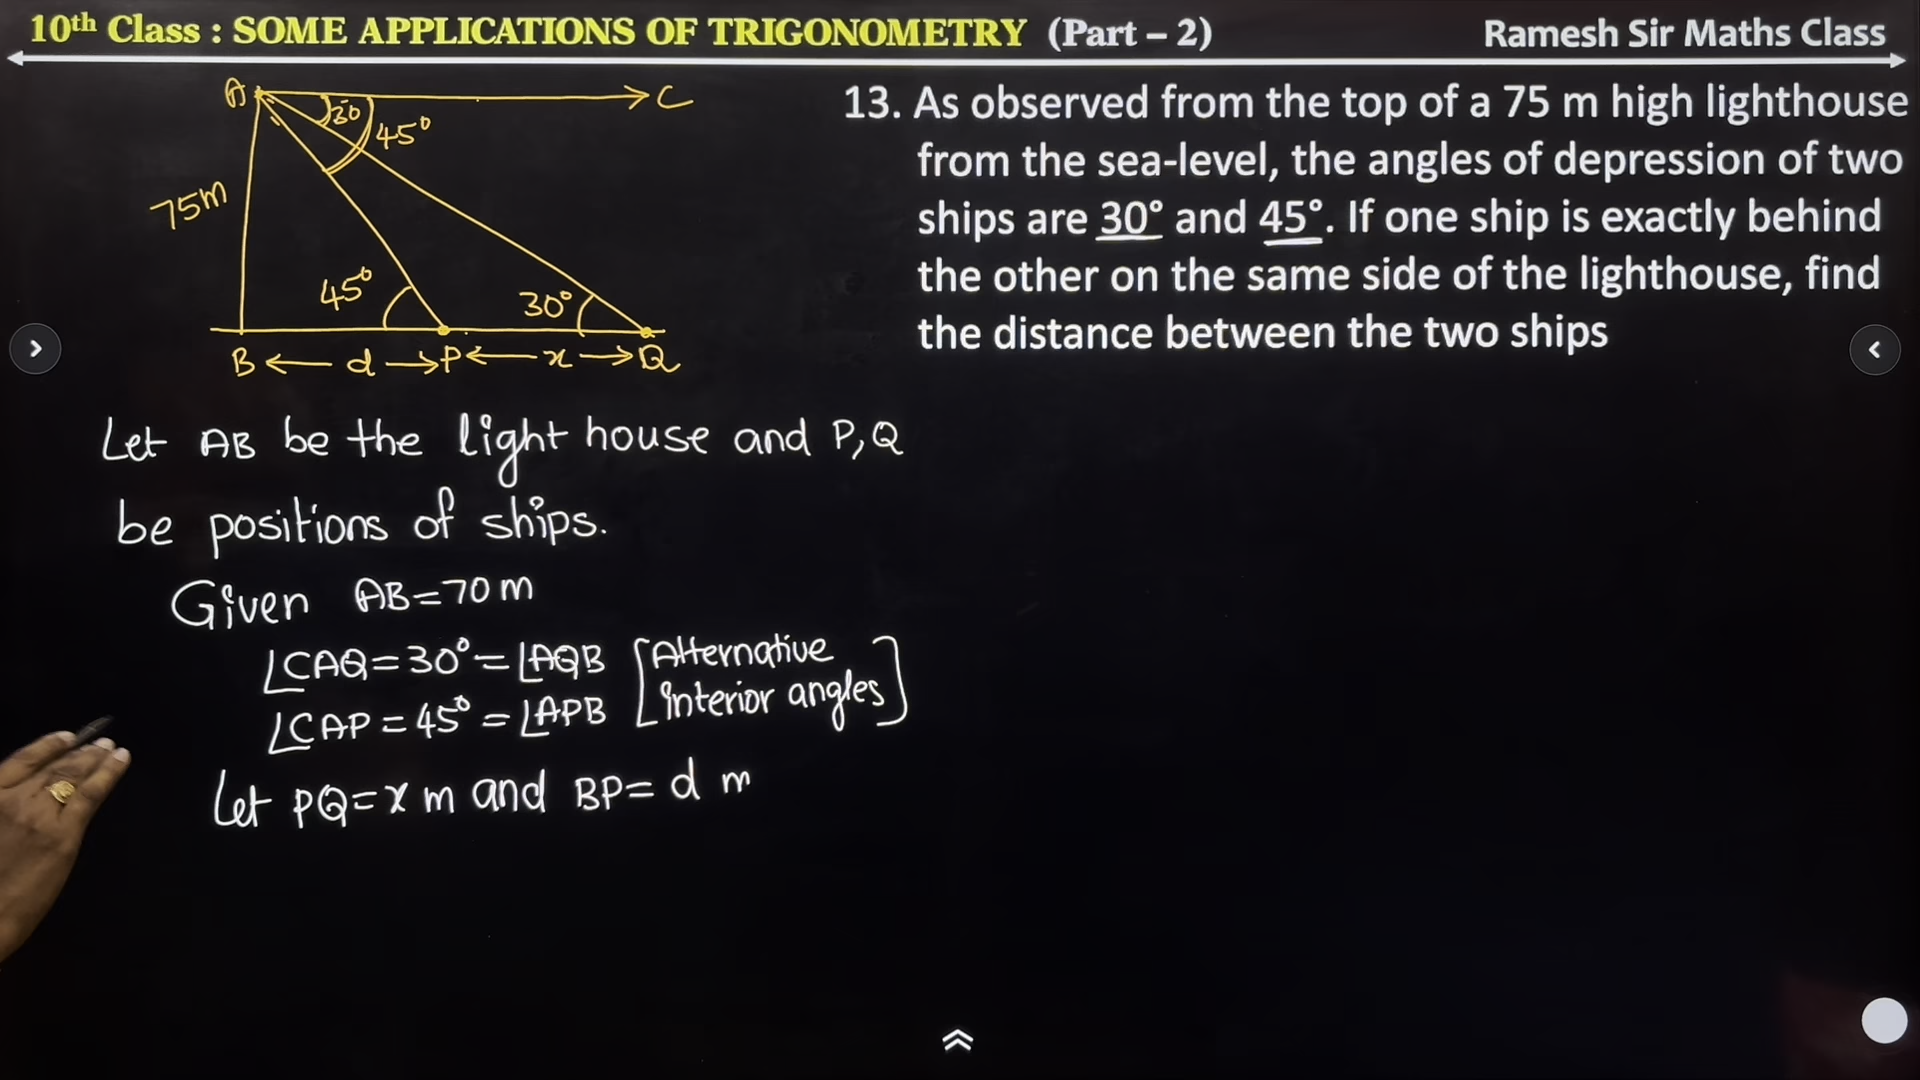 10th Class : SOME APPLICATIONS OF TRIGONOMETRY (Part – 2) Ramesh Sir Maths Class
A
C
30
45°
75m
45°
30°
B ← d → P ← x → Q
13. As observed from the top of a 75 m high lighthouse
from the sea-level, the angles of depression of two
ships are 30° and 45°. If one ship is exactly behind
the other on the same side of the lighthouse, find
the distance between the two ships
Let AB be the light house and P,Q
be positions of ships.
Given AB=70m
∠CAQ=30°=∠AQB [Alternative
∠CAP=45°=∠APB interior angles]
Let PQ=x m and BP= d m